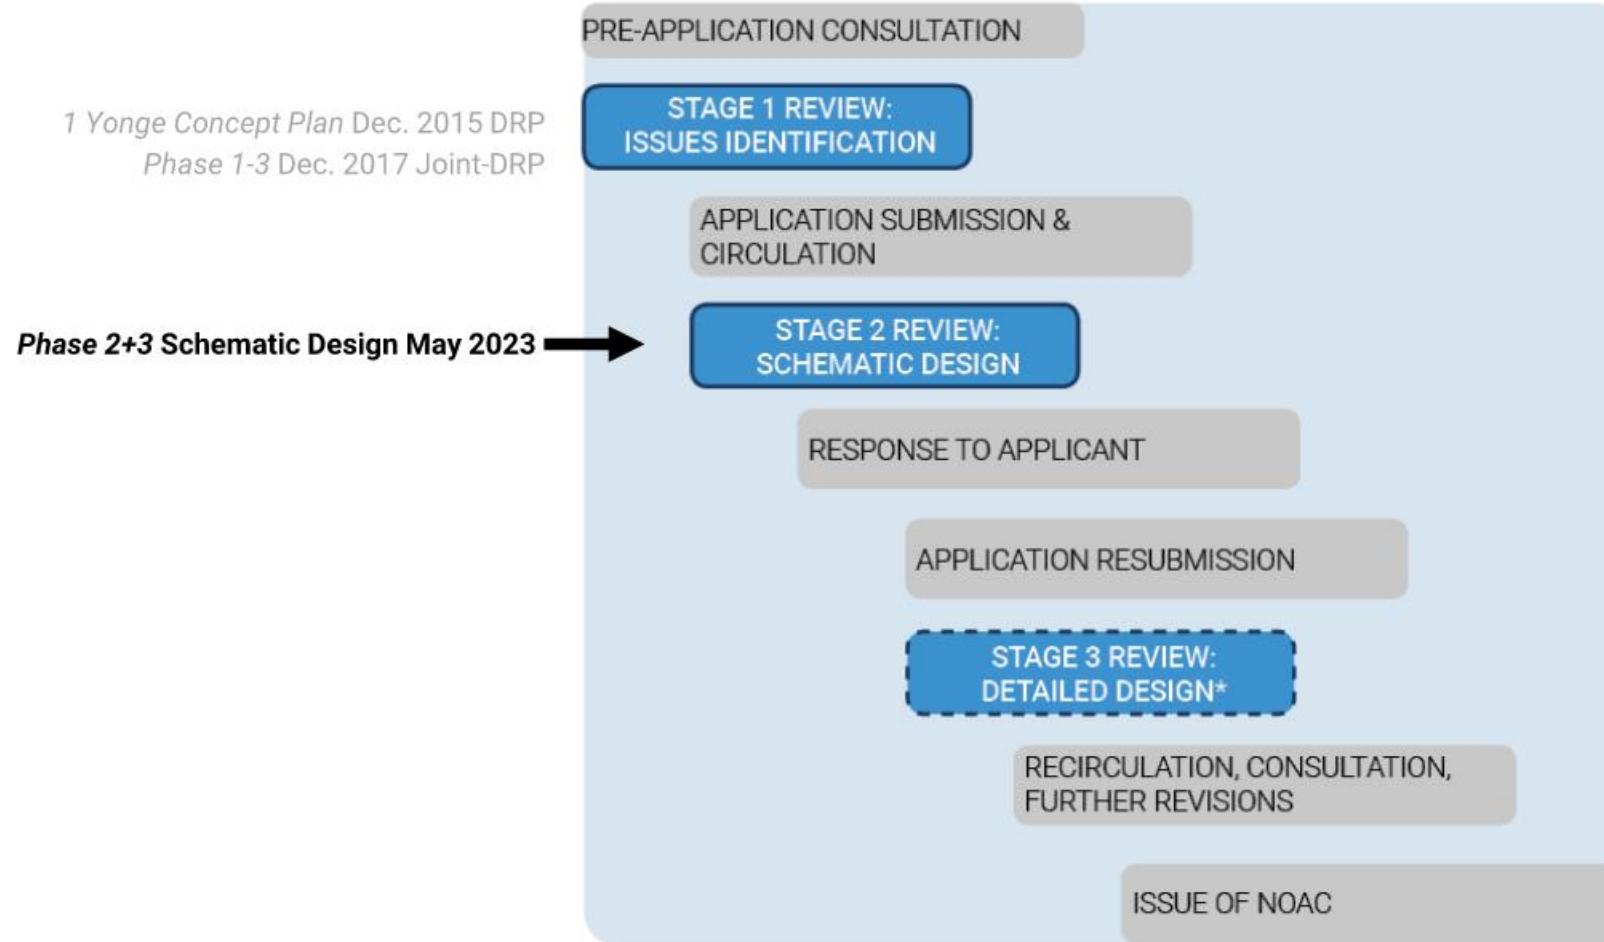 PRE-APPLICATION CONSULTATION
1 Yonge Concept Plan Dec. 2015 DRP
Phase 1-3 Dec. 2017 Joint-DRP
STAGE 1 REVIEW:
ISSUES IDENTIFICATION
APPLICATION SUBMISSION &
CIRCULATION
Phase 2+3 Schematic Design May 2023
STAGE 2 REVIEW:
SCHEMATIC DESIGN
RESPONSE TO APPLICANT
APPLICATION RESUBMISSION
STAGE 3 REVIEW:
DETAILED DESIGN*
RECIRCULATION, CONSULTATION,
FURTHER REVISIONS
ISSUE OF NOAC